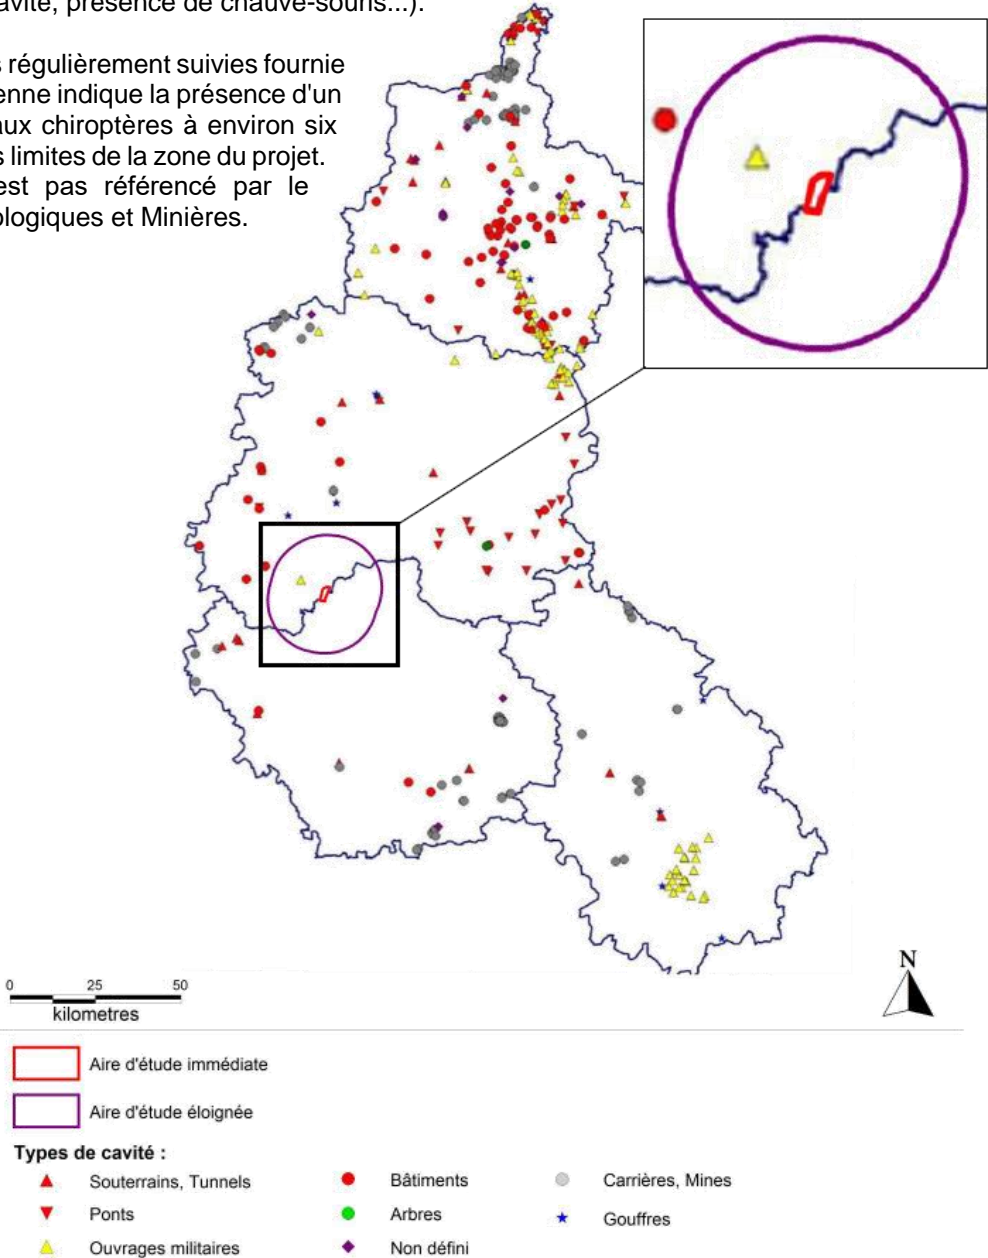 avité, présence de chauve-souris...).
s régulièrement suivies fournie
enne indique la présence d'un
aux chiroptères à environ six
s limites de la zone du projet.
est pas référencé par le
ologiques et Minières.
N
0 25 50
kilometres
Aire d'étude immédiate
Aire d'étude éloignée
Types de cavité :
Souterrains, Tunnels
Bâtiments
Carrières, Mines
Ponts
Arbres
Gouffres
Ouvrages militaires
Non défini